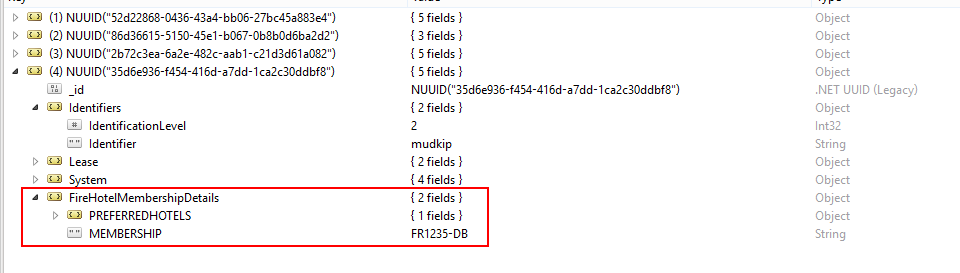 Value Type
(1) NUUID("52d22868-0436-43a4-bb06-27bc45a883e4") { 5 fields } Object
(2) NUUID("86d36615-5150-45e1-b067-0b8b0d6ba2d2") { 3 fields } Object
(3) NUUID("2b72c3ea-6a2e-482c-aab1-c21d3d61a082") { 5 fields } Object
(4) NUUID("35d6e936-f454-416d-a7dd-1ca2c30ddbf8") { 5 fields } Object
_id NUUID("35d6e936-f454-416d-a7dd-1ca2c30ddbf8") .NET UUID (Legacy)
Identifiers { 2 fields } Object
# IdentificationLevel 2 Int32
" " Identifier mudkip String
Lease { 2 fields } Object
System { 4 fields } Object
FireHotelMembershipDetails { 2 fields } Object
PREFERREDHOTELS { 1 fields } Object
" " MEMBERSHIP FR1235-DB String